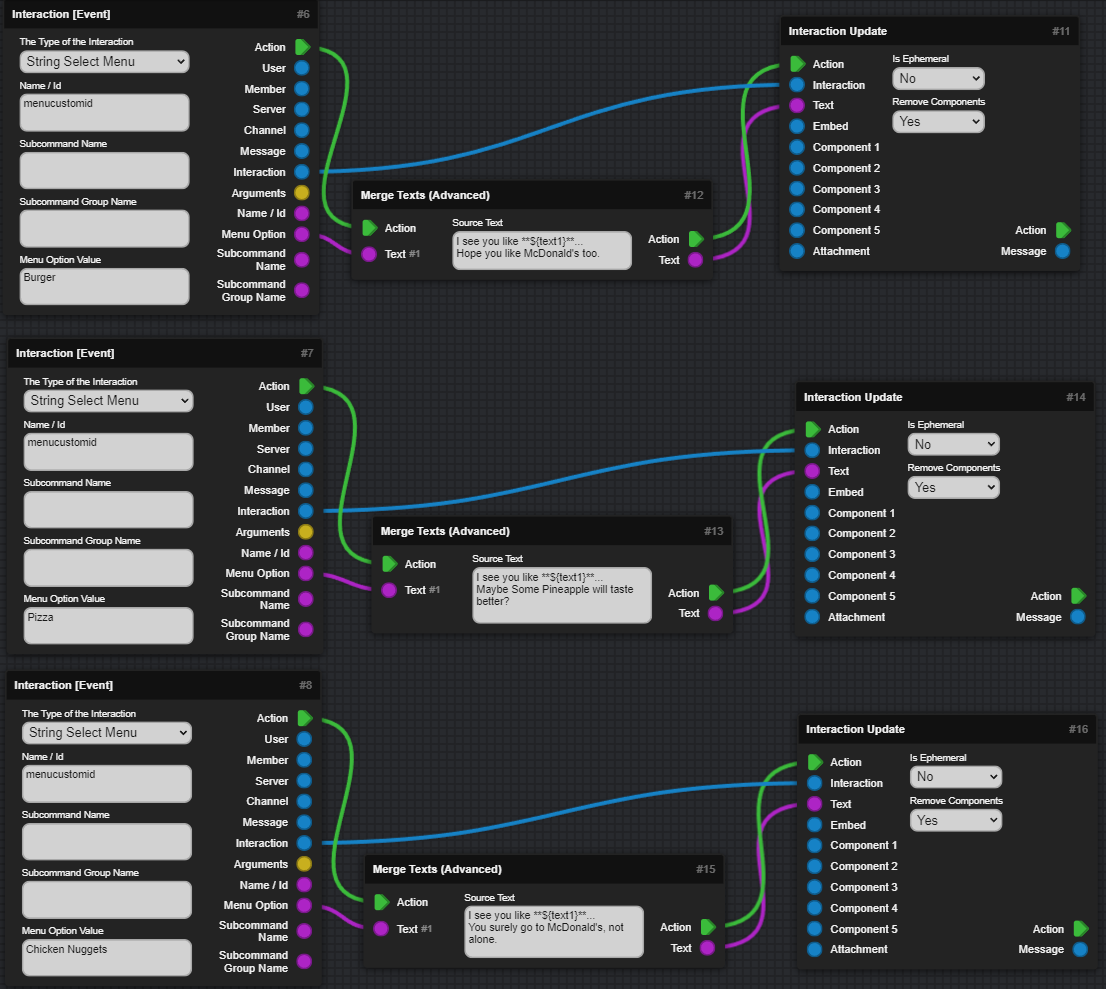 Interaction [Event] #6
The Type of the Interaction
String Select Menu
Name / Id
menucustomid
Subcommand Name
Subcommand Group Name
Menu Option Value
Burger
Action
User
Member
Server
Channel
Message
Interaction
Arguments
Name / Id
Menu Option
Subcommand
Name
Subcommand
Group Name
Merge Texts (Advanced) #12
Action
Text #1
Source Text
I see you like **${text1}**...
Hope you like McDonald's too.
Action
Text
Interaction Update #11
Action
Interaction
Text
Embed
Component 1
Component 2
Component 3
Component 4
Component 5
Attachment
Is Ephemeral
No
Remove Components
Yes
Action
Message
Interaction [Event] #7
The Type of the Interaction
String Select Menu
Name / Id
menucustomid
Subcommand Name
Subcommand Group Name
Menu Option Value
Pizza
Action
User
Member
Server
Channel
Message
Interaction
Arguments
Name / Id
Menu Option
Subcommand
Name
Subcommand
Group Name
Merge Texts (Advanced) #13
Action
Text #1
Source Text
I see you like **${text1}**...
Maybe Some Pineapple will taste
better?
Action
Text
Interaction Update #14
Action
Interaction
Text
Embed
Component 1
Component 2
Component 3
Component 4
Component 5
Attachment
Is Ephemeral
No
Remove Components
Yes
Action
Message
Interaction [Event] #8
The Type of the Interaction
String Select Menu
Name / Id
menucustomid
Subcommand Name
Subcommand Group Name
Menu Option Value
Chicken Nuggets
Action
User
Member
Server
Channel
Message
Interaction
Arguments
Name / Id
Menu Option
Subcommand
Name
Subcommand
Group Name
Merge Texts (Advanced) #15
Action
Text #1
Source Text
I see you like **${text1}**...
You surely go to McDonald's, not
alone.
Action
Text
Interaction Update #16
Action
Interaction
Text
Embed
Component 1
Component 2
Component 3
Component 4
Component 5
Attachment
Is Ephemeral
No
Remove Components
Yes
Action
Message